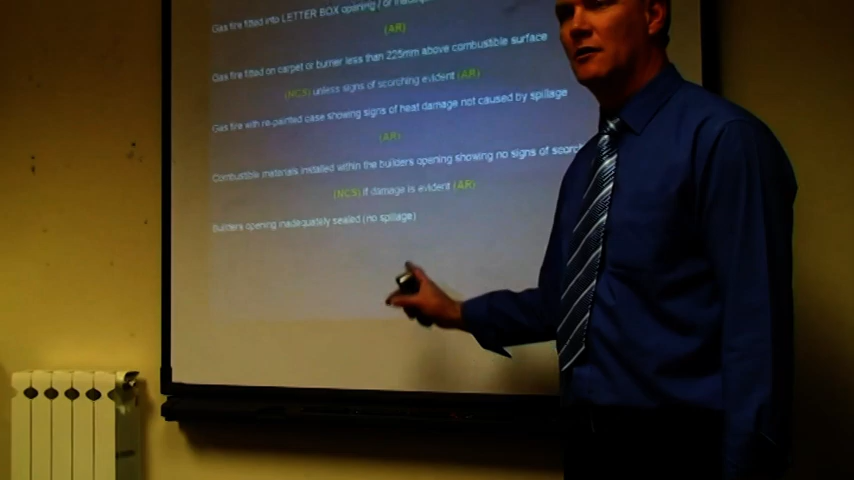 Gas fire fitted into LETTER BOX opening / or
(AR)
Gas fire fitted on carpet or burner less than 225mm above combustible surface
(NCS) unless signs of scorching evident (AR)
Gas fire with re-painted case showing signs of heat damage not caused by spillage
(AR)
Combustible materials installed within the builders opening showing no signs of
(NCS) if damage is evident (AR)
Builders opening inadequately sealed (no spillage)